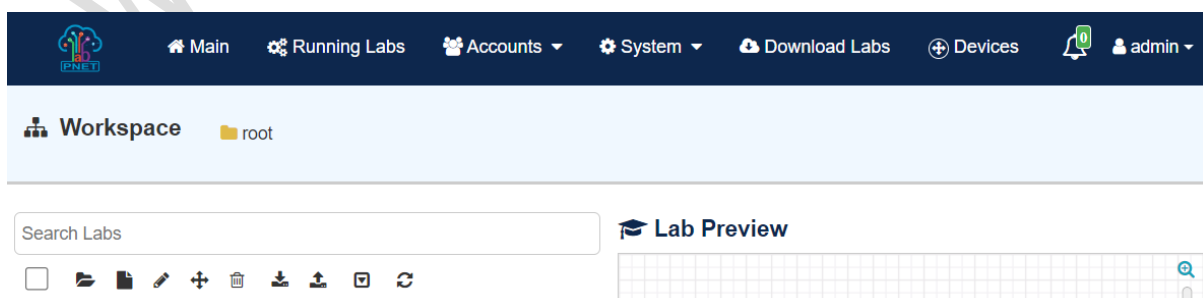 PNET
Main Running Labs Accounts System Download Labs Devices 0 admin
Workspace root
Search Labs
Lab Preview